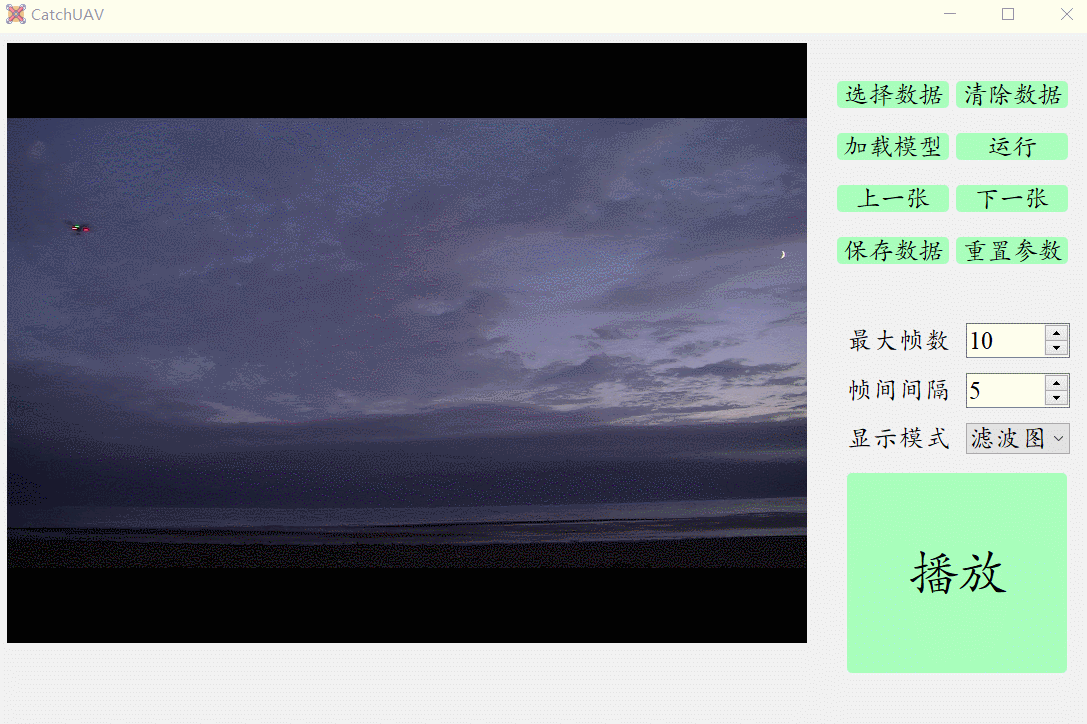 CatchUAV
选择数据 清除数据
加载模型 运行
上一张 下一张
保存数据 重置参数
最大帧数 10
帧间间隔 5
显示模式 滤波图
播放